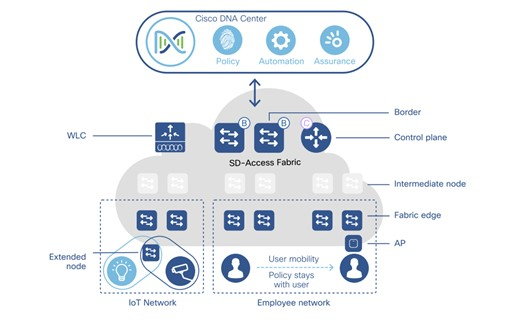 Cisco DNA Center
Policy
Automation
Assurance
B
B
C
Border
WLC
Control plane
SD-Access Fabric
Intermediate node
Fabric edge
AP
Extended
node
User mobility
Policy stays
with user
IoT Network
Employee network